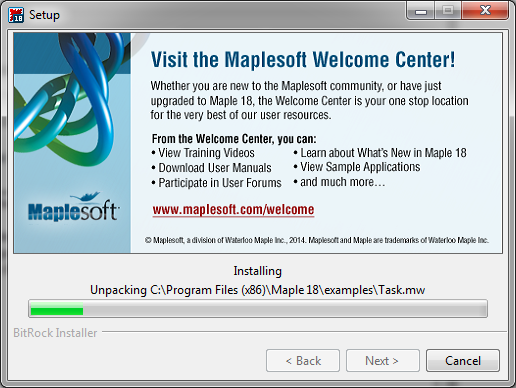 18
Setup
Visit the Maplesoft Welcome Center!
Whether you are new to the Maplesoft community, or have just
upgraded to Maple 18, the Welcome Center is your one stop location
for the very best of our user resources.
From the Welcome Center, you can:
• View Training Videos
• Download User Manuals
• Participate in User Forums
• Learn about What's New in Maple 18
• View Sample Applications
• and much more...
Maplesoft
www.maplesoft.com/welcome
© Maplesoft, a division of Waterloo Maple Inc., 2014. Maplesoft and Maple are trademarks of Waterloo Maple Inc.
Installing
Unpacking C:\Program Files (x86)\Maple 18\examples\Task.mw
BitRock Installer
< Back
Next >
Cancel